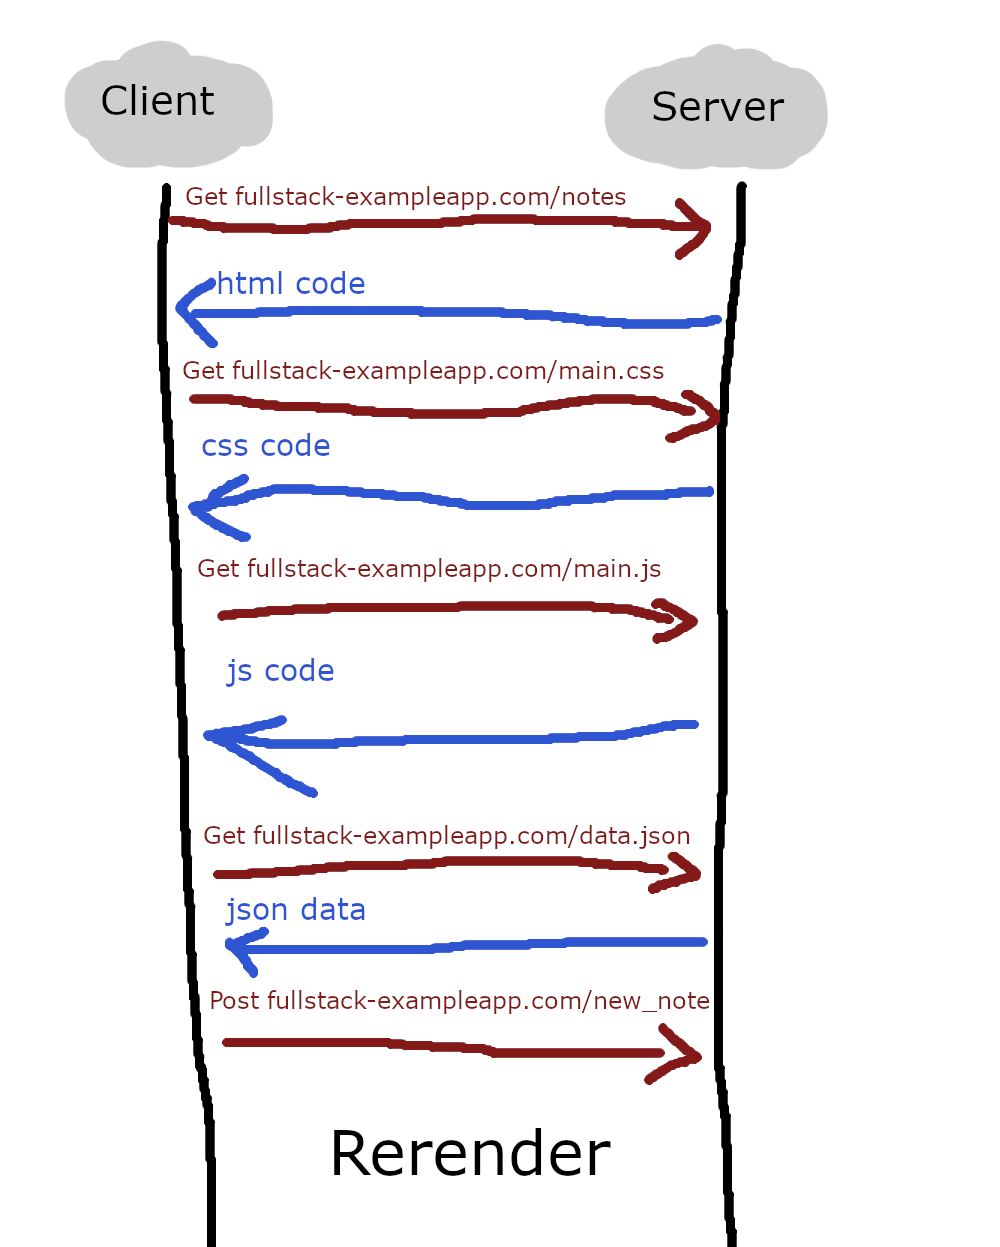 Client
Server
Get fullstack-exampleapp.com/notes
html code
Get fullstack-exampleapp.com/main.css
css code
Get fullstack-exampleapp.com/main.js
js code
Get fullstack-exampleapp.com/data.json
json data
Post fullstack-exampleapp.com/new_note
Rerender